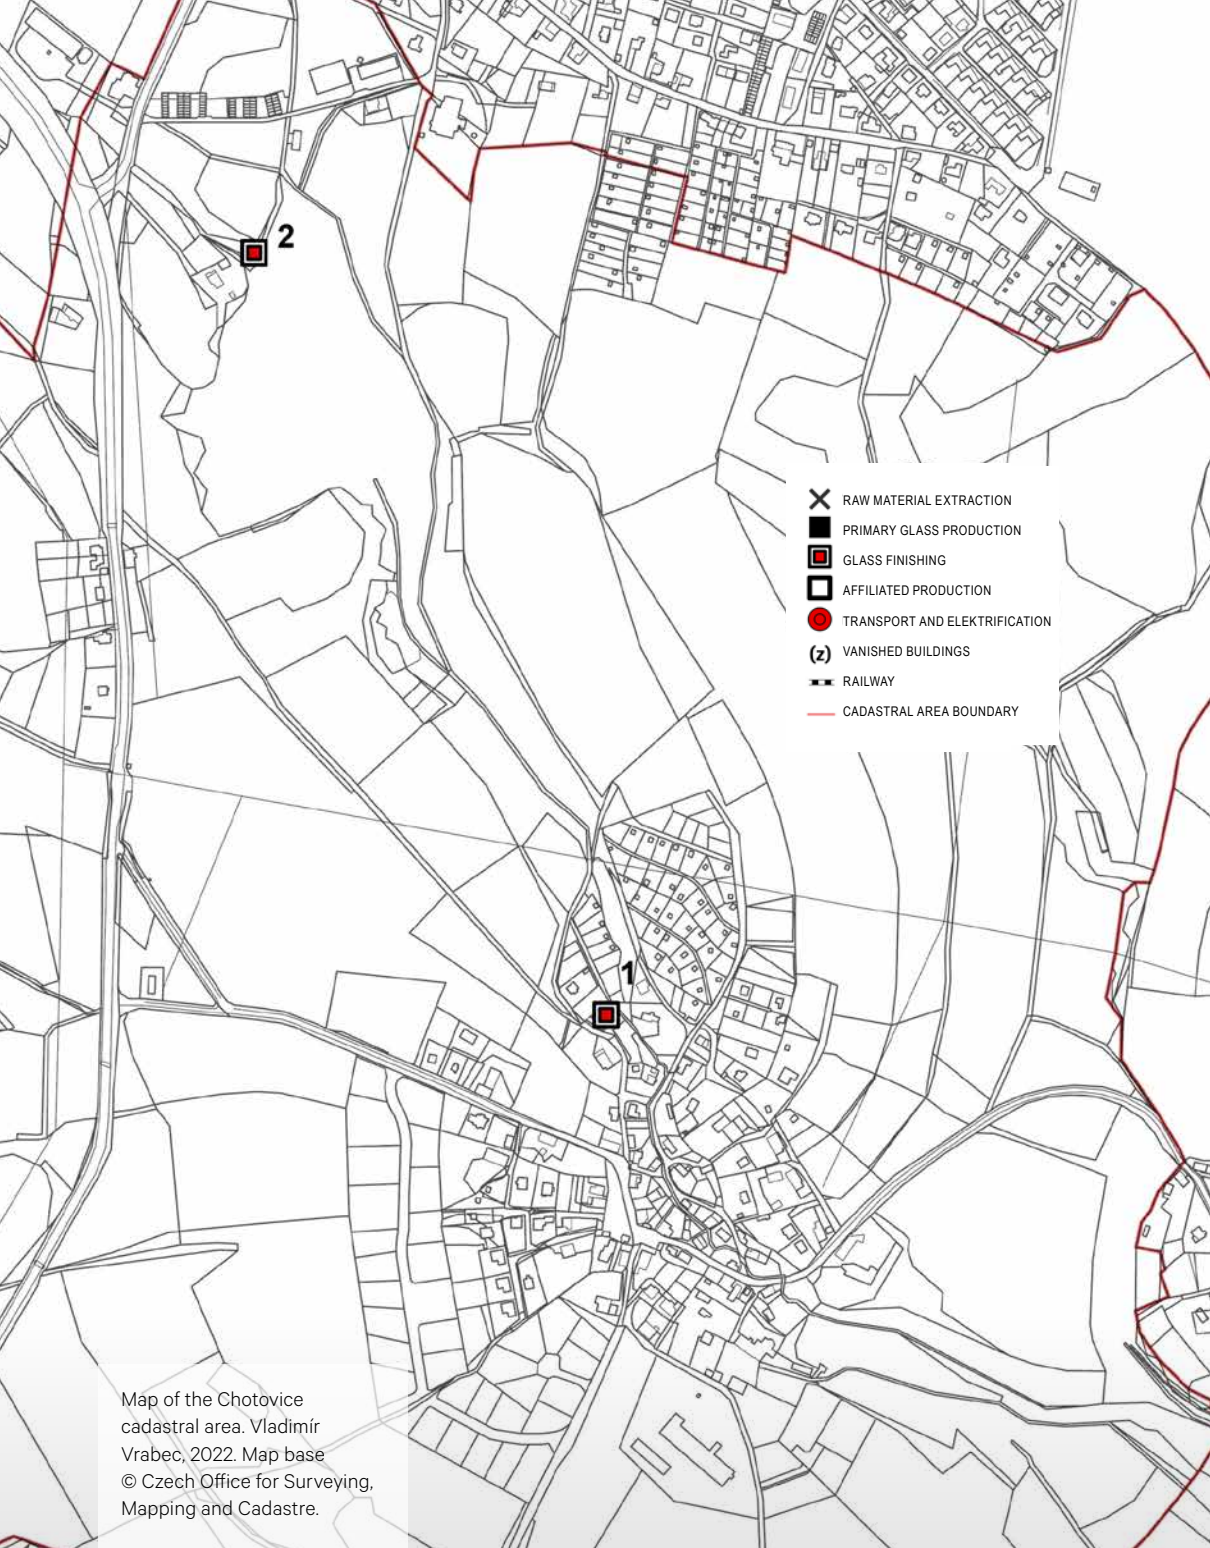 2
RAW MATERIAL EXTRACTION
PRIMARY GLASS PRODUCTION
GLASS FINISHING
AFFILIATED PRODUCTION
TRANSPORT AND ELEKTRIFICATION
(z) VANISHED BUILDINGS
RAILWAY
CADASTRAL AREA BOUNDARY
1
Map of the Chotovice
cadastral area. Vladimír
Vrabec, 2022. Map base
© Czech Office for Surveying,
Mapping and Cadastre.